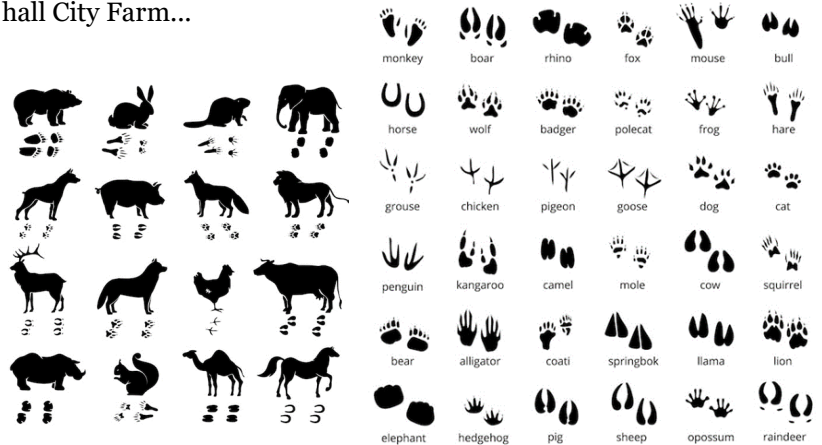 hall City Farm...
monkey boar rhino fox mouse bull
horse wolf badger polecat frog hare
grouse chicken pigeon goose dog cat
penguin kangaroo camel mole cow squirrel
bear alligator coati springbok llama lion
elephant hedgehog pig sheep opossum raindeer